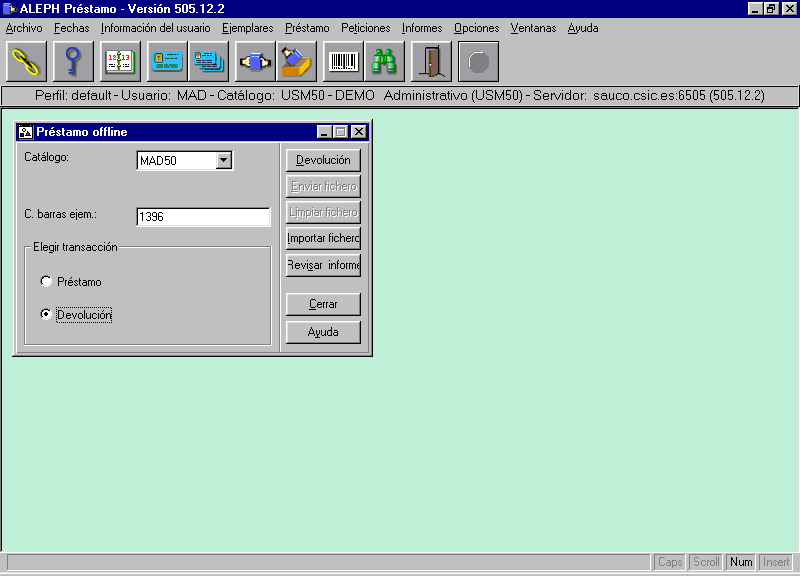 ALEPH Préstamo - Versión 505.12.2
Archivo Fechas Información del usuario Ejemplares Préstamo Peticiones Informes Opciones Ventanas Ayuda
Perfil: default - Usuario: MAD - Catálogo: USM50 - DEMO Administrativo (USM50) - Servidor: sauco.csic.es:6505 (505.12.2)
Préstamo offline
Catálogo: MAD50
Devolución
Enviar fichero
C. barras ejem.: 1396
Limpiar fichero
Importar fichero
Elegir transacción
Revisar informe
Préstamo
Devolución
Cerrar
Ayuda
Caps Scroll Num Insert